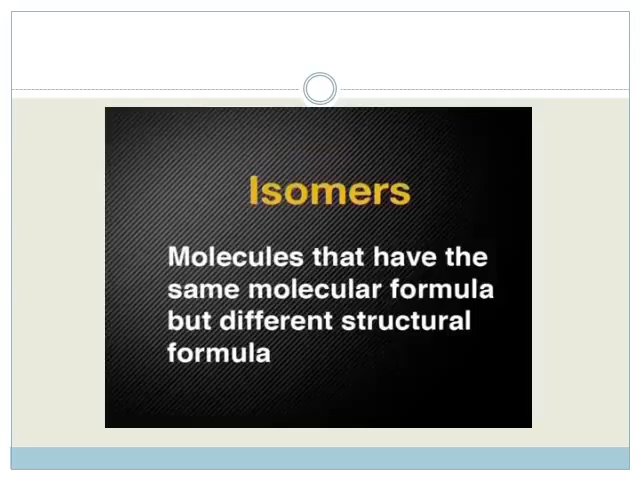 Isomers
Molecules that have the
same molecular formula
but different structural
formula